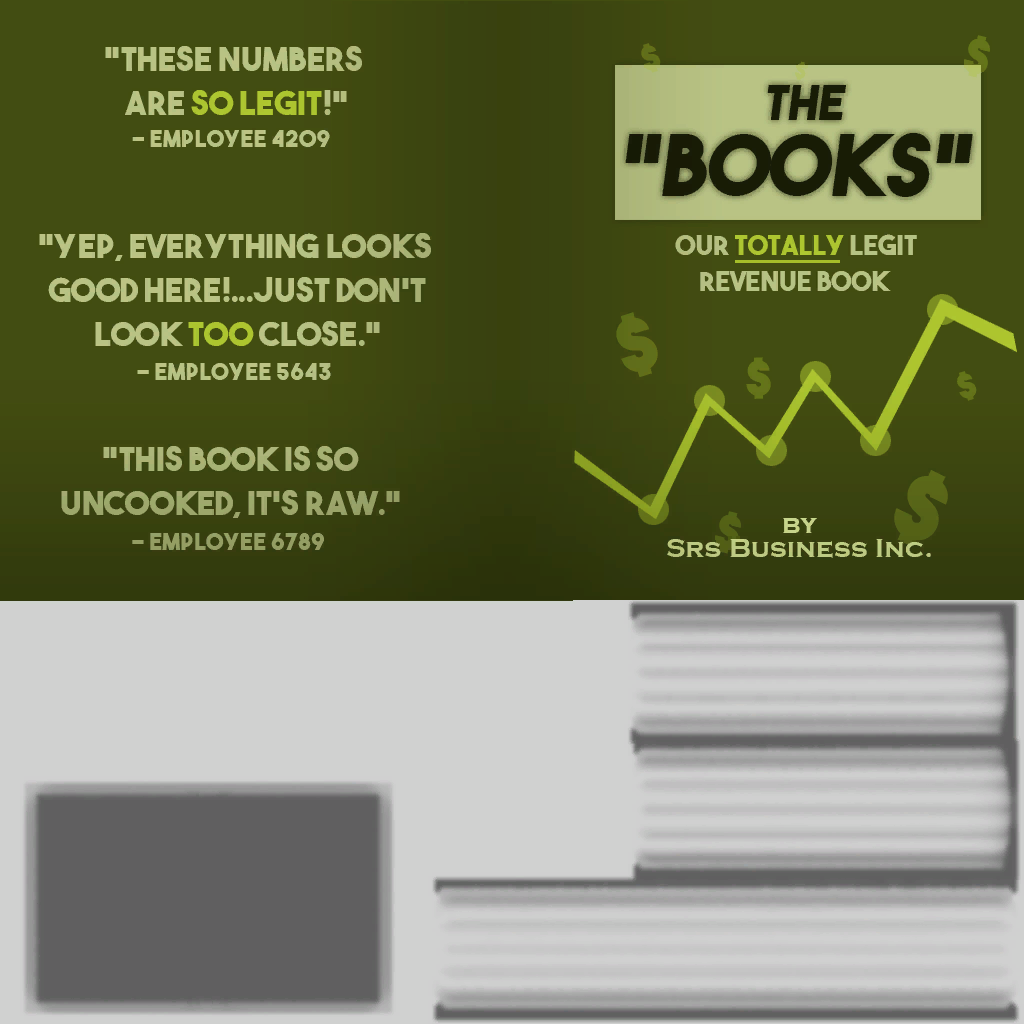 "THESE NUMBERS
ARE SO LEGIT!"
– EMPLOYEE 4209
"YEP, EVERYTHING LOOKS
GOOD HERE!...JUST DON'T
LOOK TOO CLOSE."
– EMPLOYEE 5643
"THIS BOOK IS SO
UNCOOKED, IT'S RAW."
– EMPLOYEE 6789
THE
"BOOKS"
OUR TOTALLY LEGIT
REVENUE BOOK
BY
SRS BUSINESS INC.